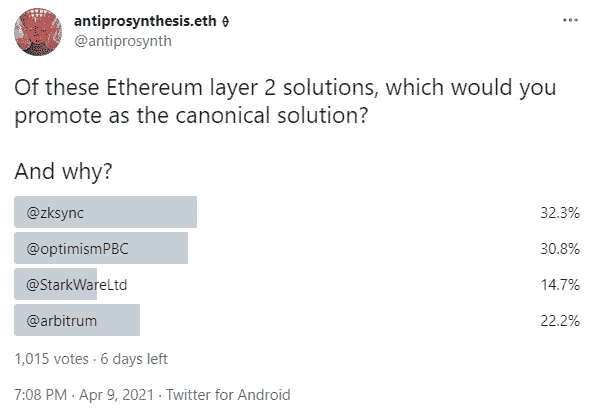 antiprosynthesis.eth
@antiprosynth
Of these Ethereum layer 2 solutions, which would you
promote as the canonical solution?
And why?
@zksync 32.3%
@optimismPBC 30.8%
@StarkWareLtd 14.7%
@arbitrum 22.2%
1,015 votes · 6 days left
7:08 PM · Apr 9, 2021 · Twitter for Android